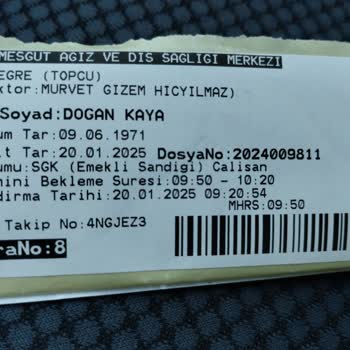 MESGUT AGIZ VE DIS SAGLIGI MERKEZI
EGRE (TOPCU)
ktor:MURVET GIZEM HICYILMAZ)
Soyad:DOGAN KAYA
um Tar:09.06.1971
it Tar:20.01.2025 DosyaNo:2024009811
umu:SGK (Emekli Sandigi) Calisan
mini Bekleme Suresi:09:50 - 10:20
dirma Tarihi:20.01.2025 09:20:54
MHRS:09:50
Takip No:4NGJEZ3
raNo:8